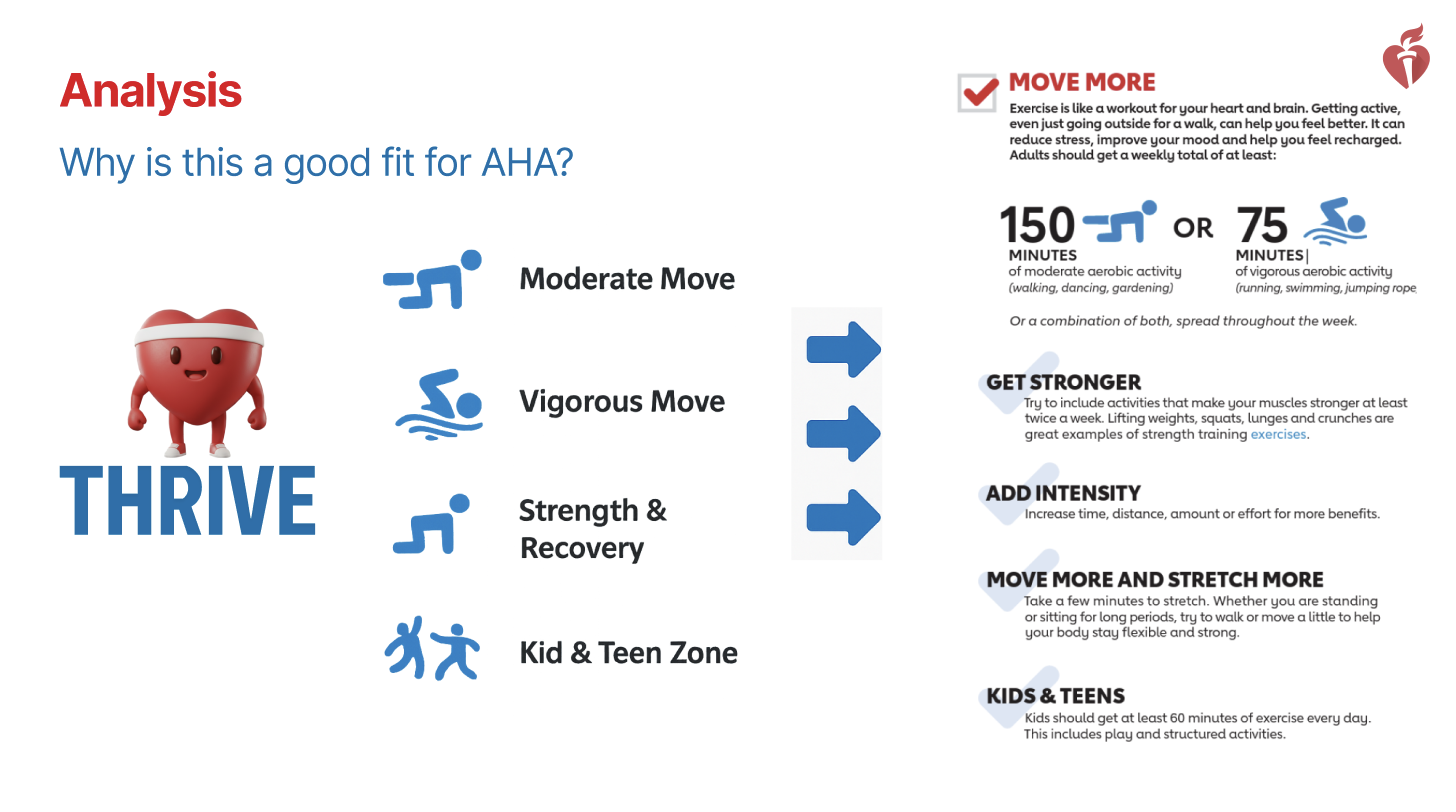 Analysis
Why is this a good fit for AHA?
THRIVE
Moderate Move
Vigorous Move
Strength &
Recovery
Kid & Teen Zone
MOVE MORE
Exercise is like a workout for your heart and brain. Getting active,
even just going outside for a walk, can help you feel better. It can
reduce stress, improve your mood and help you feel recharged.
Adults should get a weekly total of at least:
150 OR 75
MINUTES MINUTES|
of moderate aerobic activity of vigorous aerobic activity
(walking, dancing, gardening) (running, swimming, jumping rope
Or a combination of both, spread throughout the week.
GET STRONGER
Try to include activities that make your muscles stronger at least
twice a week. Lifting weights, squats, lunges and crunches are
great examples of strength training exercises.
ADD INTENSITY
Increase time, distance, amount or effort for more benefits.
MOVE MORE AND STRETCH MORE
Take a few minutes to stretch. Whether you are standing
or sitting for long periods, try to walk or move a little to help
your body stay flexible and strong.
KIDS & TEENS
Kids should get at least 60 minutes of exercise every day.
This includes play and structured activities.